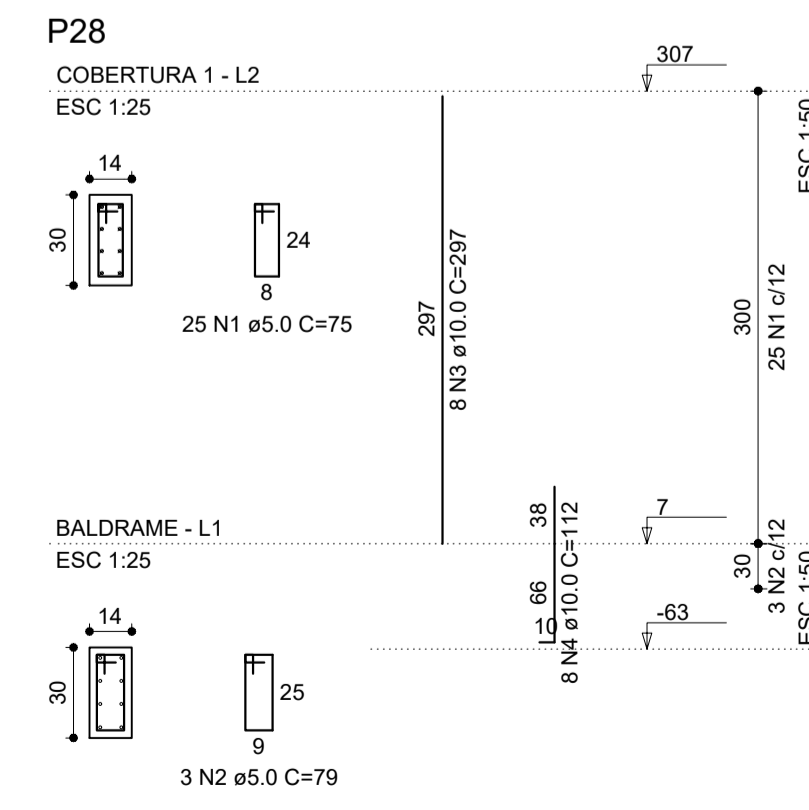 P28
COBERTURA 1 - L2
ESC 1:25
307
ESC 1:50
14
30
24
8
25 N1 ø5.0 C=75
297
8 N3 ø10.0 C=297
300
25 N1 c/12
BALDRAME - L1
ESC 1:25
7
38
66
10
8 N4 ø10.0 C=112
30
3 N2 c/12
ESC 1:50
-63
14
30
25
9
3 N2 ø5.0 C=79